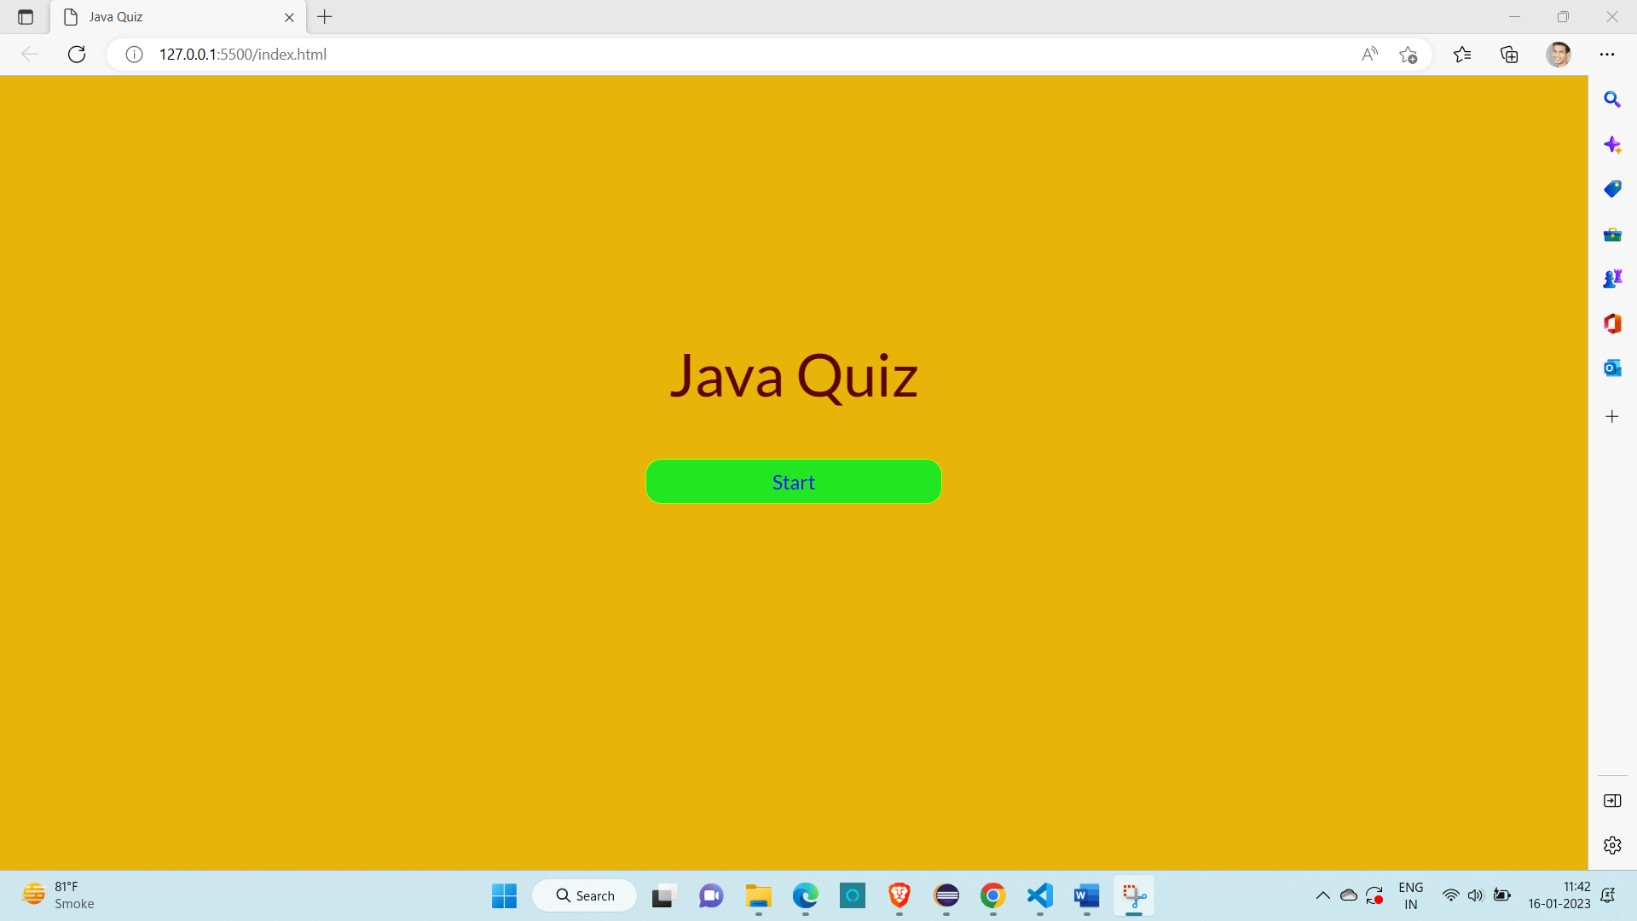 Java Quiz
127.0.0.1:5500/index.html
Java Quiz
Start
81°F
Smoke
Search
ENG
IN
11:42
16-01-2023